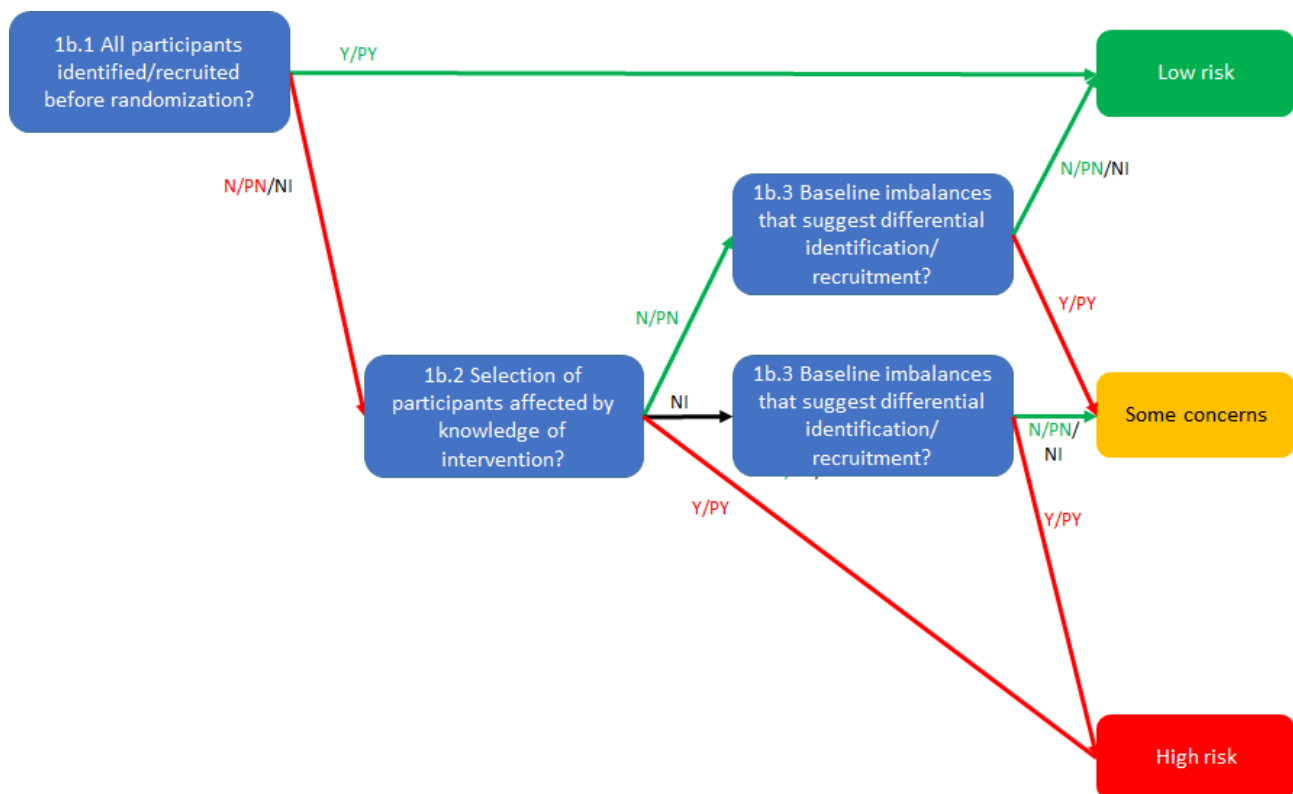 1b.1 All participants
identified/recruited
before randomization?
Y/PY
Low risk
N/PN/NI
N/PN/NI
1b.3 Baseline imbalances
that suggest differential
identification/
recruitment?
N/PN
Y/PY
1b.2 Selection of
participants affected by
knowledge of
intervention?
NI
1b.3 Baseline imbalances
that suggest differential
identification/
recruitment?
N/PN/
NI
Some concerns
Y/PY
Y/PY
High risk